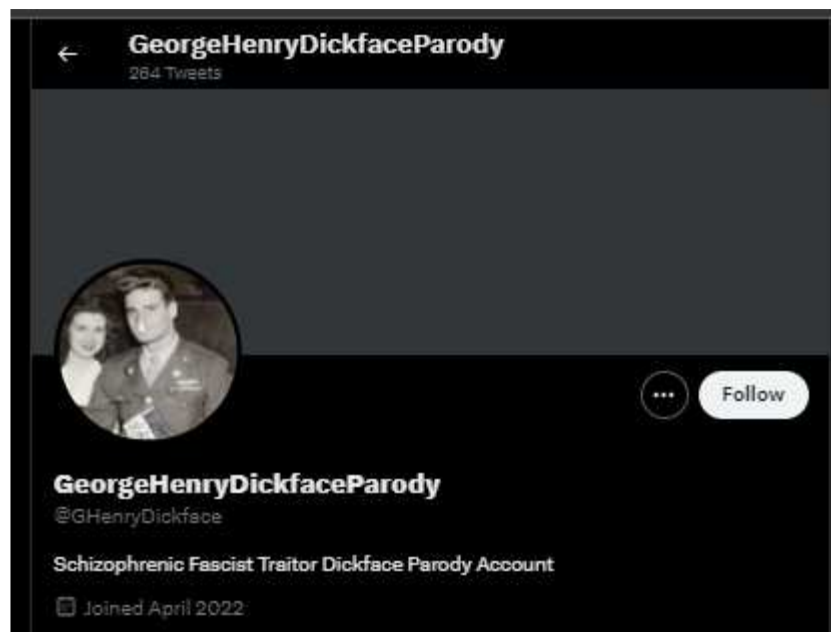 GeorgeHenryDickfaceParody
264 Tweets
Follow
GeorgeHenryDickfaceParody
@GHenryDickface
Schizophrenic Fascist Traitor Dickface Parody Account
Joined April 2022